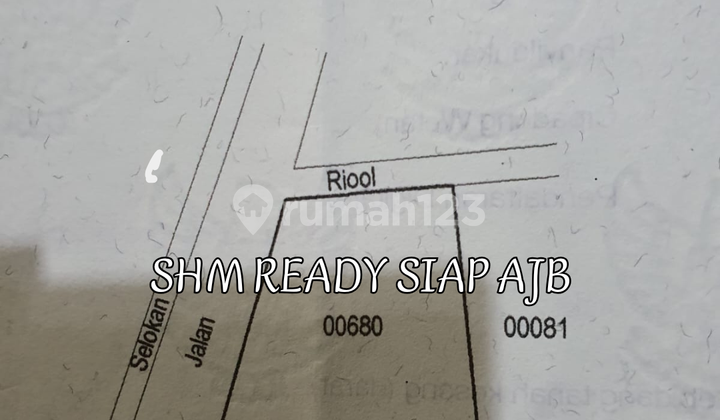 Riool
rumah123
SHM READY SIAP AJB
Selokan
Jalan
00680
00081